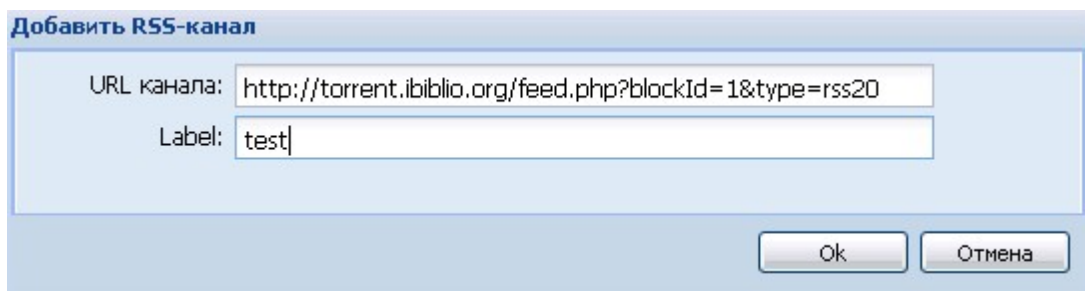 Добавить RSS-канал
URL канала: http://torrent.ibiblio.org/feed.php?blockId=1&type=rss20
Label: test
Ok Отмена